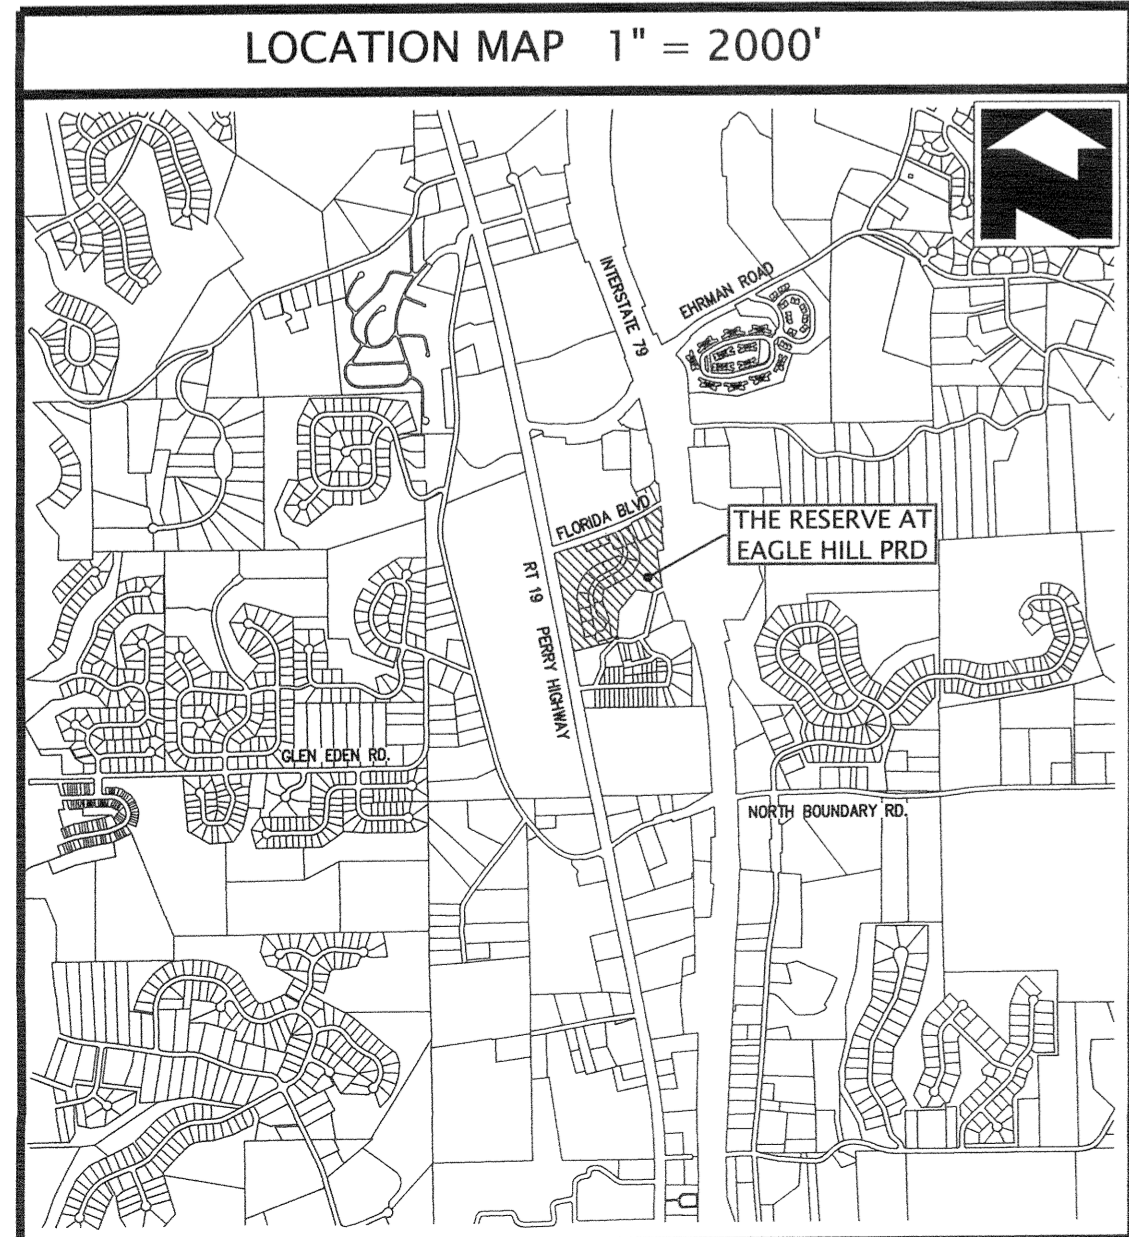 LOCATION MAP 1" = 2000'
INTERSTATE 79
EHRMAN ROAD
FLORIDA BLVD
THE RESERVE AT
EAGLE HILL PRD
RT 19 PERRY HIGHWAY
GLEN EDEN RD.
NORTH BOUNDARY RD.